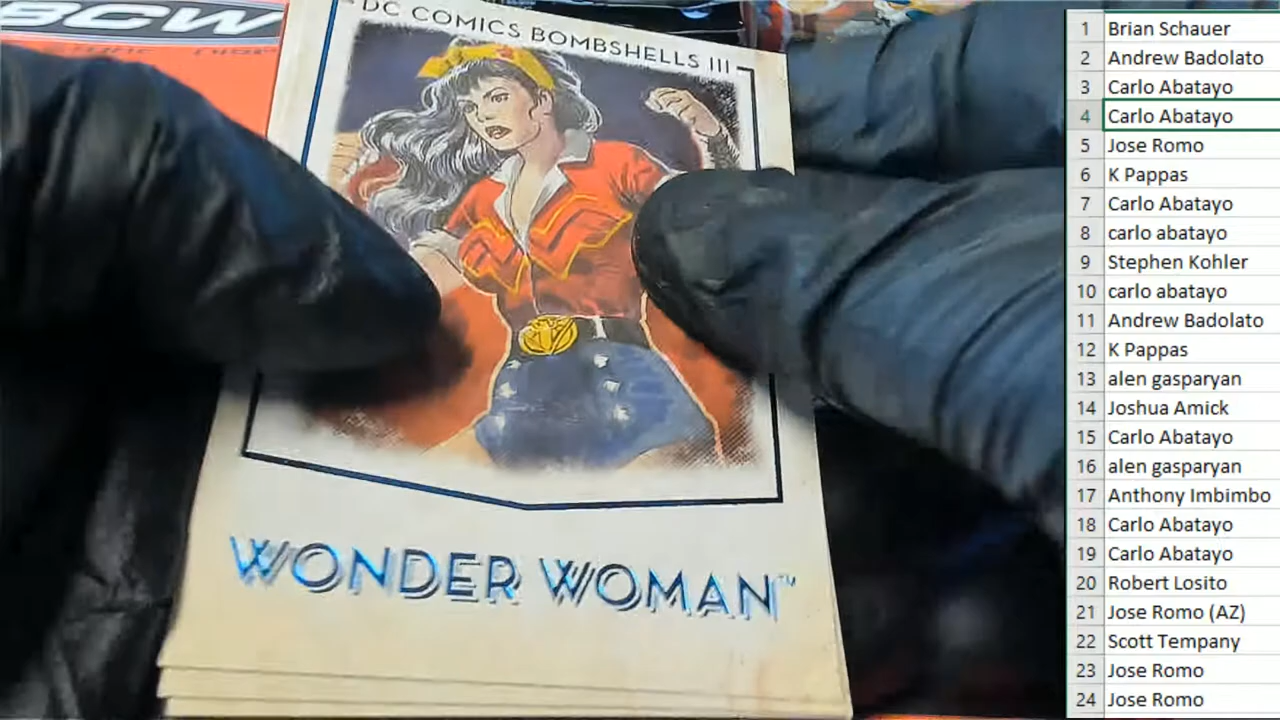 BCW
DC COMICS BOMBSHELLS III
WONDER WOMAN™
1 Brian Schauer
2 Andrew Badolato
3 Carlo Abatayo
4 Carlo Abatayo
5 Jose Romo
6 K Pappas
7 Carlo Abatayo
8 carlo abatayo
9 Stephen Kohler
10 carlo abatayo
11 Andrew Badolato
12 K Pappas
13 alen gasparyan
14 Joshua Amick
15 Carlo Abatayo
16 alen gasparyan
17 Anthony Imbimbo
18 Carlo Abatayo
19 Carlo Abatayo
20 Robert Losito
21 Jose Romo (AZ)
22 Scott Tempany
23 Jose Romo
24 Jose Romo